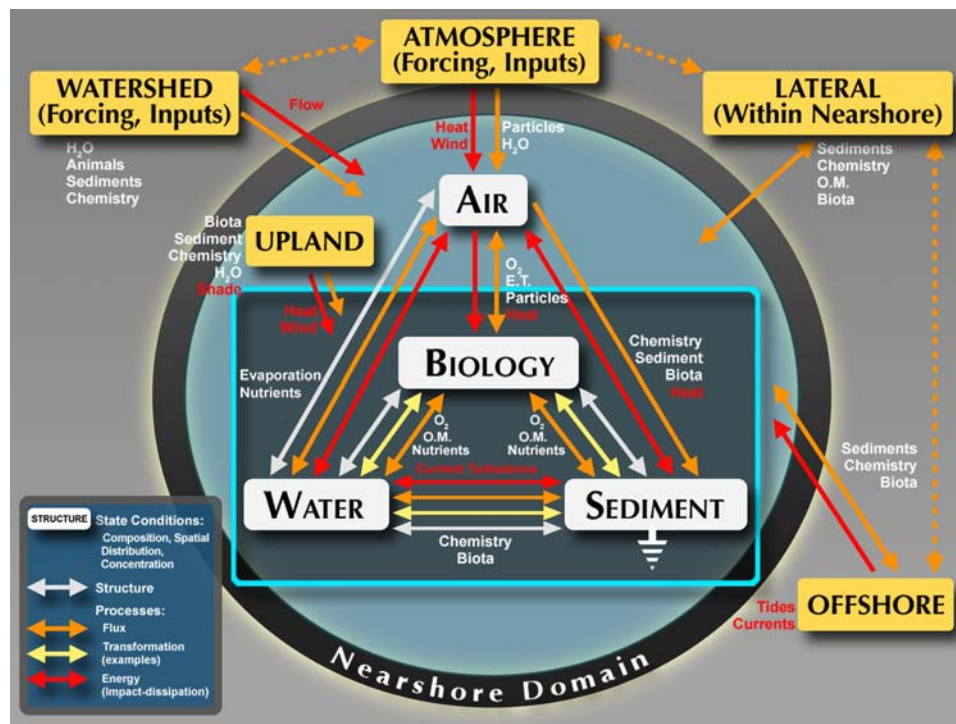 ATMOSPHERE
(Forcing, Inputs)
WATERSHED
(Forcing, Inputs)
LATERAL
(Within Nearshore)
Flow
Heat
Wind
Particles
H₂O
H₂O
Animals
Sediments
Chemistry
Sediments
Chemistry
O.M.
Biota
AIR
Biota
Sediment
Chemistry
H₂O
Shade
UPLAND
Heat
Wind
O₂
E.T.
Particles
Heat
Chemistry
Sediment
Biota
Heat
BIOLOGY
Evaporation
Nutrients
O₂
O.M.
Nutrients
O₂
O.M.
Nutrients
Current Turbulence
WATER
SEDIMENT
Chemistry
Biota
Sediments
Chemistry
Biota
Tides
Currents
OFFSHORE
Nearshore Domain
STRUCTURE
State Conditions:
Composition, Spatial
Distribution,
Concentration
Structure
Processes:
Flux
Transformation
(examples)
Energy
(Impact-dissipation)